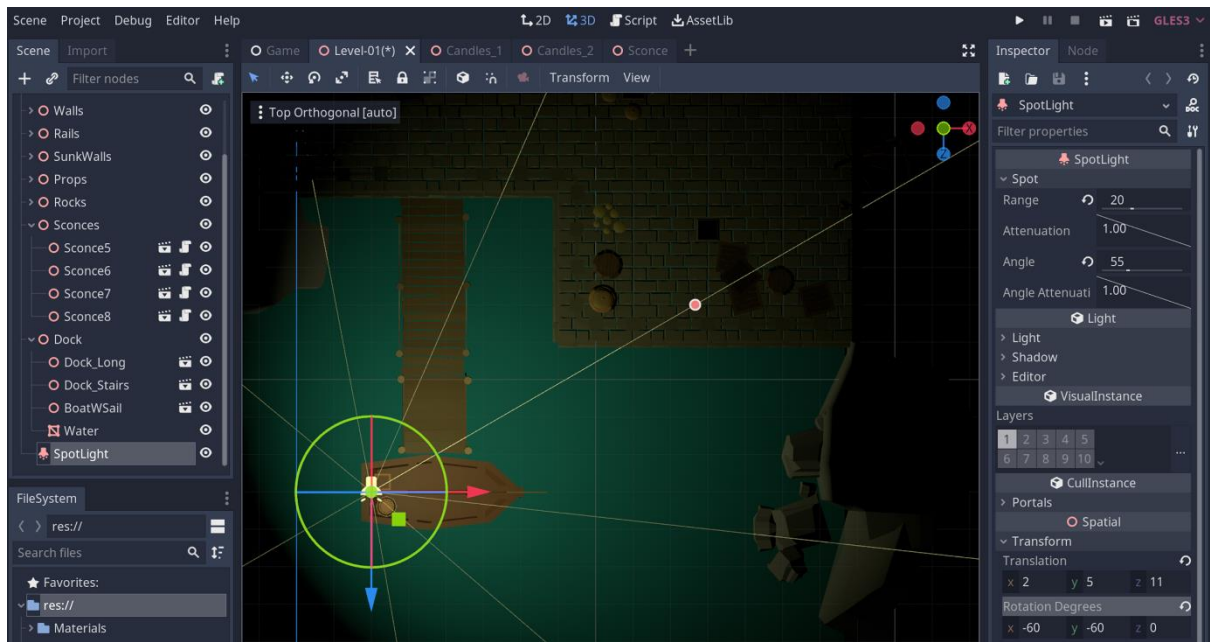 Scene Project Debug Editor Help
2D 3D Script AssetLib
GLES3
Scene Import
Filter nodes
Walls
Rails
SunkWalls
Props
Rocks
Sconces
Sconce5
Sconce6
Sconce7
Sconce8
Dock
Dock_Long
Dock_Stairs
BoatWSail
Water
SpotLight
FileSystem
res://
Search files
Favorites:
res://
Materials
Game Level-01(*) X Candles_1 Candles_2 Sconce +
Transform View
Top Orthogonal [auto]
X
Z
Inspector Node
SpotLight
Filter properties
SpotLight
Spot
Range 20
Attenuation 1.00
Angle 55
Angle Attenuati 1.00
Light
Light
Shadow
Editor
VisualInstance
Layers
1 2 3 4 5
6 7 8 9 10
...
CullInstance
Portals
Spatial
Transform
Translation
x 2 y 5 z 11
Rotation Degrees
x -60 y -60 z 0